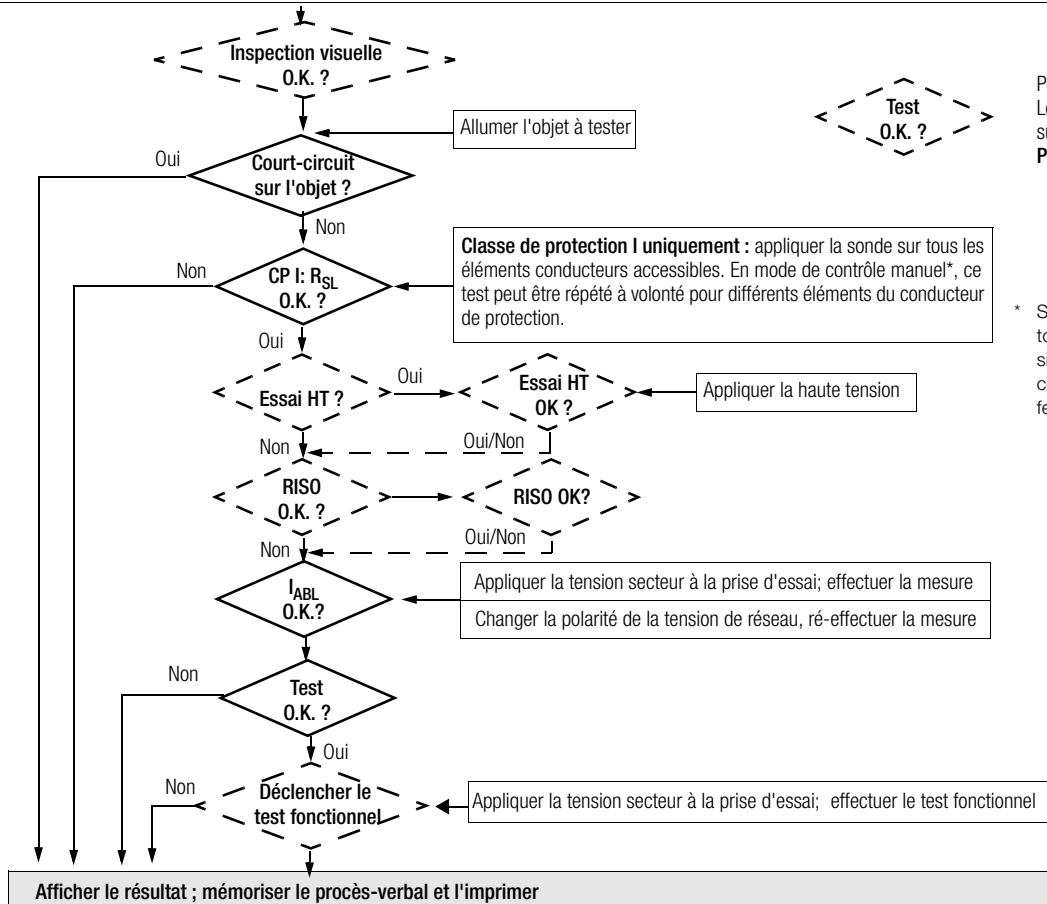 Inspection visuelle
O.K. ?
Test
O.K. ?
Allumer l'objet à tester
Oui
Court-circuit
sur l'objet ?
Non
Classe de protection I uniquement : appliquer la sonde sur tous les
éléments conducteurs accessibles. En mode de contrôle manuel*, ce
test peut être répété à volonté pour différents éléments du conducteur
de protection.
Non
CP I: RSL
O.K. ?
*
Oui
Essai HT ?
Oui
Essai HT
OK ?
Appliquer la haute tension
Non
Oui/Non
RISO
O.K. ?
RISO OK?
Non
Oui/Non
IABL
O.K.?
Appliquer la tension secteur à la prise d'essai; effectuer la mesure
Changer la polarité de la tension de réseau, ré-effectuer la mesure
Non
Test
O.K. ?
Oui
Non
Déclencher le
test fonctionnel
Appliquer la tension secteur à la prise d'essai; effectuer le test fonctionnel
Afficher le résultat ; mémoriser le procès-verbal et l'imprimer